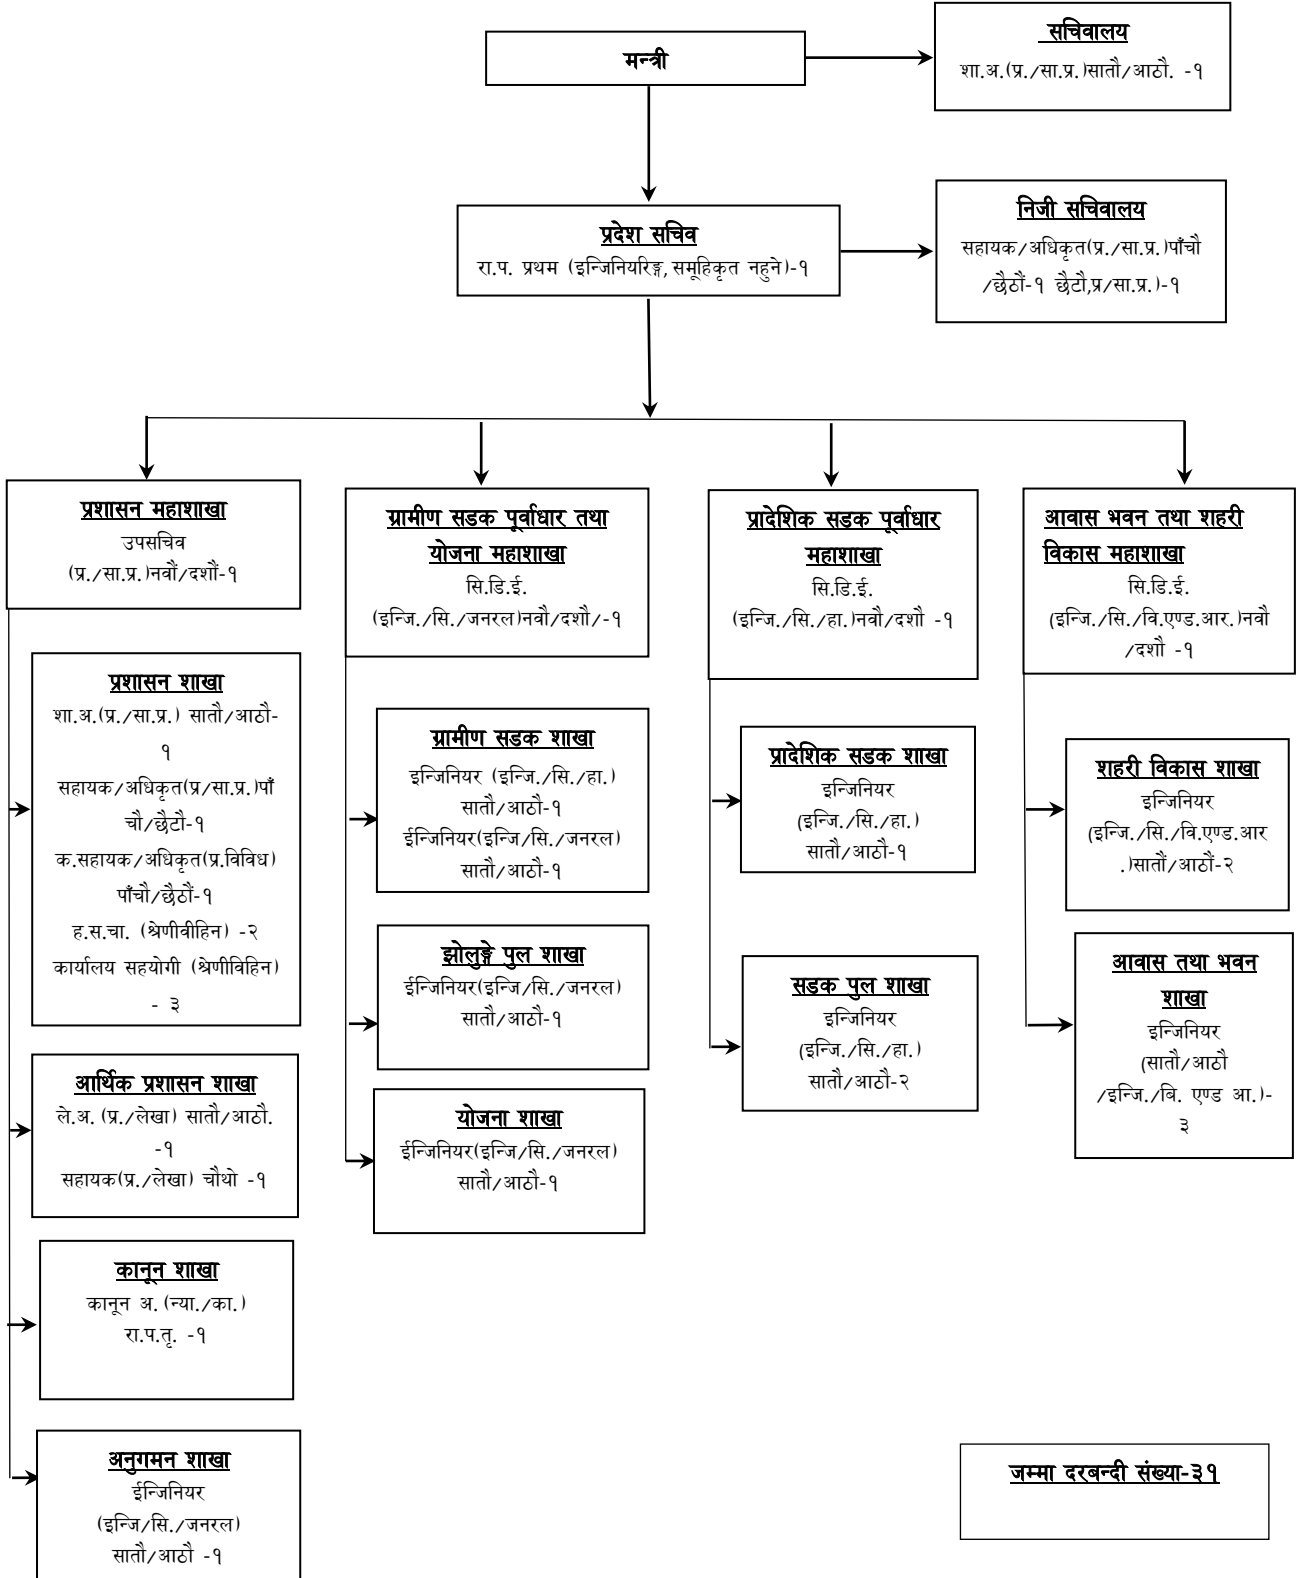 मन्त्री
सचिवालय
शा.अ.(प्र./सा.प्र.)सातौ/आठौ. -१
प्रदेश सचिव
रा.प. प्रथम (इन्जिनियरिङ्ग,समूहिकृत नहुने)-१
निजी सचिवालय
सहायक/अधिकृत(प्र./सा.प्र.)पाँचौ
/छैठौं-१ छैटौ,प्र/सा.प्र.)-१
प्रशासन महाशाखा
उपसचिव
(प्र./सा.प्र.)नवौं/दशौं-१
प्रशासन शाखा
शा.अ.(प्र./सा.प्र.) सातौ/आठौ-
१
सहायक/अधिकृत(प्र/सा.प्र.)पाँ
चौ/छैटौ-१
क.सहायक/अधिकृत(प्र.विविध)
पाँचौ/छैठौं-१
ह.स.चा. (श्रेणीवीहिन) -२
कार्यालय सहयोगी (श्रेणीविहिन)
- ३
आर्थिक प्रशासन शाखा
ले.अ. (प्र./लेखा) सातौ/आठौ.
-१
सहायक(प्र./लेखा) चौथो -१
कानून शाखा
कानून अ. (न्या./का.)
रा.प.तृ. -१
अनुगमन शाखा
ईन्जिनियर
(इन्जि/सि./जनरल)
सातौ/आठौ -१
ग्रामीण सडक पूर्वाधार तथा
योजना महाशाखा
सि.डि.ई.
(इन्जि./सि./जनरल)नवौ/दशौ/-१
ग्रामीण सडक शाखा
इन्जिनियर (इन्जि./सि./हा.)
सातौ/आठौ-१
ईन्जिनियर(इन्जि/सि./जनरल)
सातौ/आठौ-१
झोलुङ्गे पुल शाखा
ईन्जिनियर(इन्जि/सि./जनरल)
सातौ/आठौ-१
योजना शाखा
ईन्जिनियर(इन्जि/सि./जनरल)
सातौ/आठौ-१
प्रादेशिक सडक पूर्वाधार
महाशाखा
सि.डि.ई.
(इन्जि./सि./हा.)नवौ/दशौ -१
प्रादेशिक सडक शाखा
इन्जिनियर
(इन्जि./सि./हा.)
सातौ/आठौ-१
सडक पुल शाखा
इन्जिनियर
(इन्जि./सि./हा.)
सातौ/आठौ-२
आवास भवन तथा शहरी
विकास महाशाखा
सि.डि.ई.
(इन्जि./सि./वि.एण्ड.आर.)नवौ
/दशौ -१
शहरी विकास शाखा
इन्जिनियर
(इन्जि./सि./वि.एण्ड.आर
.)सातौं/आठौं-२
आवास तथा भवन
शाखा
इन्जिनियर
(सातौ/आठौ
/इन्जि./बि. एण्ड आ.)-
३
जम्मा दरबन्दी संख्या-३१